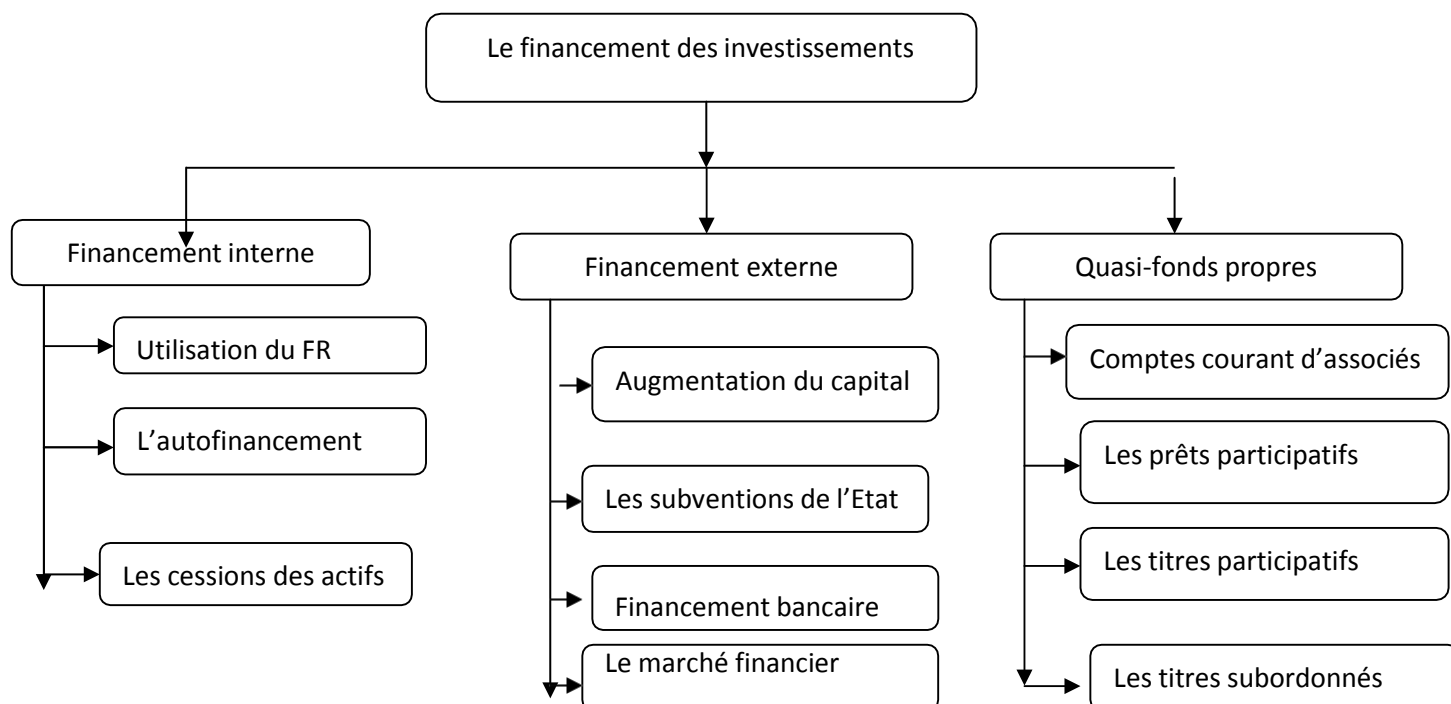 Le financement des investissements
Financement interne
Utilisation du FR
L’autofinancement
Les cessions des actifs
Financement externe
Augmentation du capital
Les subventions de l’Etat
Financement bancaire
Le marché financier
Quasi-fonds propres
Comptes courant d’associés
Les prêts participatifs
Les titres participatifs
Les titres subordonnés